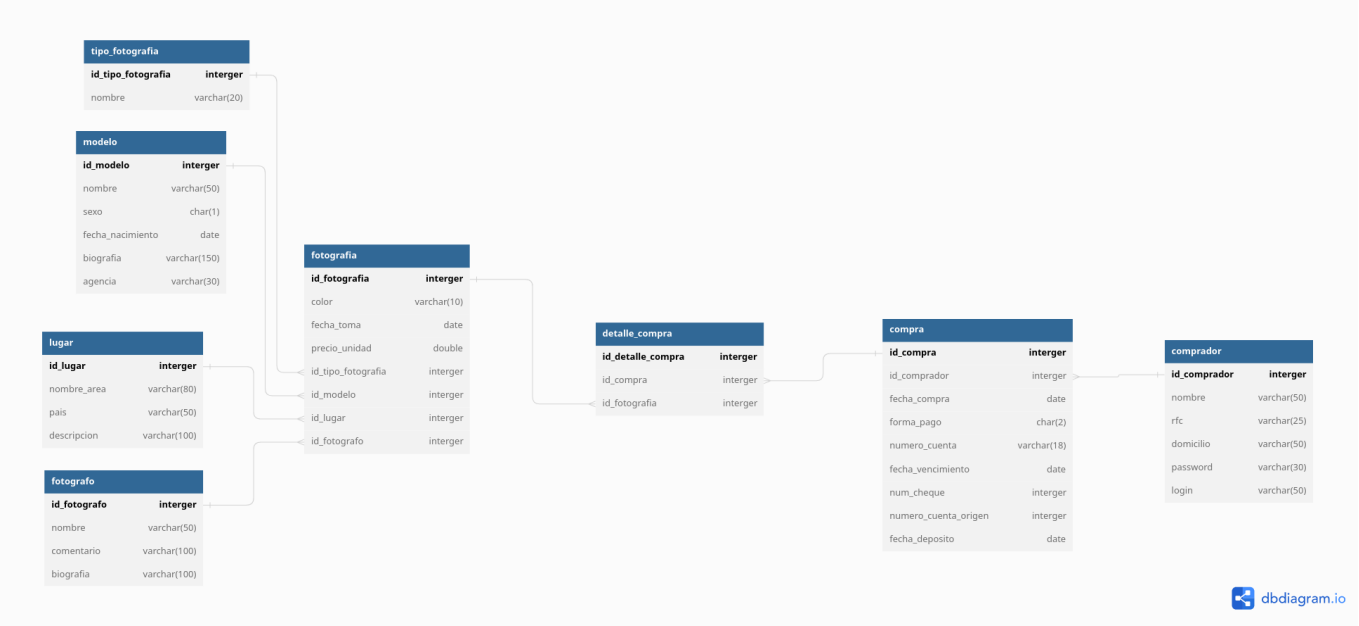 tipo_fotografia
id_tipo_fotografia interger
nombre varchar(20)
modelo
id_modelo interger
nombre varchar(50)
sexo char(1)
fecha_nacimiento date
biografia varchar(150)
agencia varchar(30)
lugar
id_lugar interger
nombre_area varchar(80)
pais varchar(50)
descripcion varchar(100)
fotografo
id_fotografo interger
nombre varchar(50)
comentario varchar(100)
biografia varchar(100)
fotografia
id_fotografia interger
color varchar(10)
fecha_toma date
precio_unidad double
id_tipo_fotografia interger
id_modelo interger
id_lugar interger
id_fotografo interger
detalle_compra
id_detalle_compra interger
id_compra interger
id_fotografia interger
compra
id_compra interger
id_comprador interger
fecha_compra date
forma_pago char(2)
numero_cuenta varchar(18)
fecha_vencimiento date
num_cheque interger
numero_cuenta_origen interger
fecha_deposito date
comprador
id_comprador interger
nombre varchar(50)
rfc varchar(25)
domicilio varchar(50)
password varchar(30)
login varchar(50)
dbdiagram.io